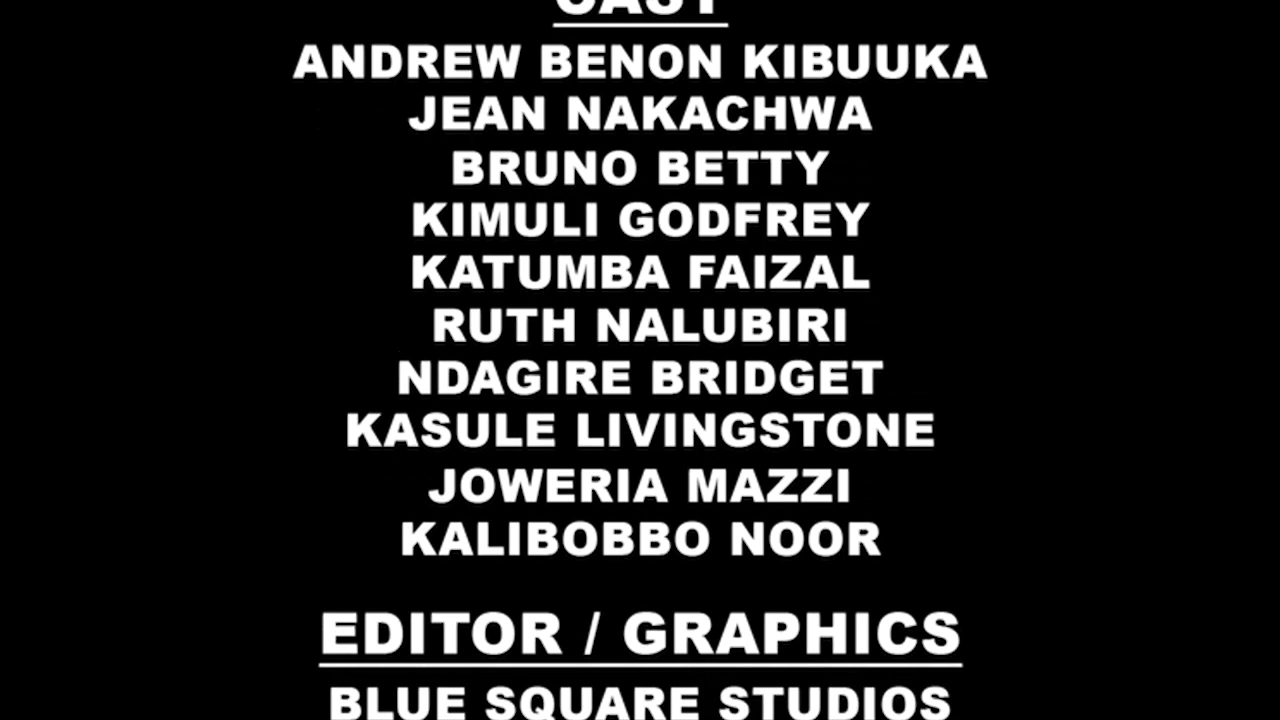 CAST
ANDREW BENON KIBUUKA
JEAN NAKACHWA
BRUNO BETTY
KIMULI GODFREY
KATUMBA FAIZAL
RUTH NALUBIRI
NDAGIRE BRIDGET
KASULE LIVINGSTONE
JOWERIA MAZZI
KALIBOBBO NOOR
EDITOR / GRAPHICS
BLUE SQUARE STUDIOS